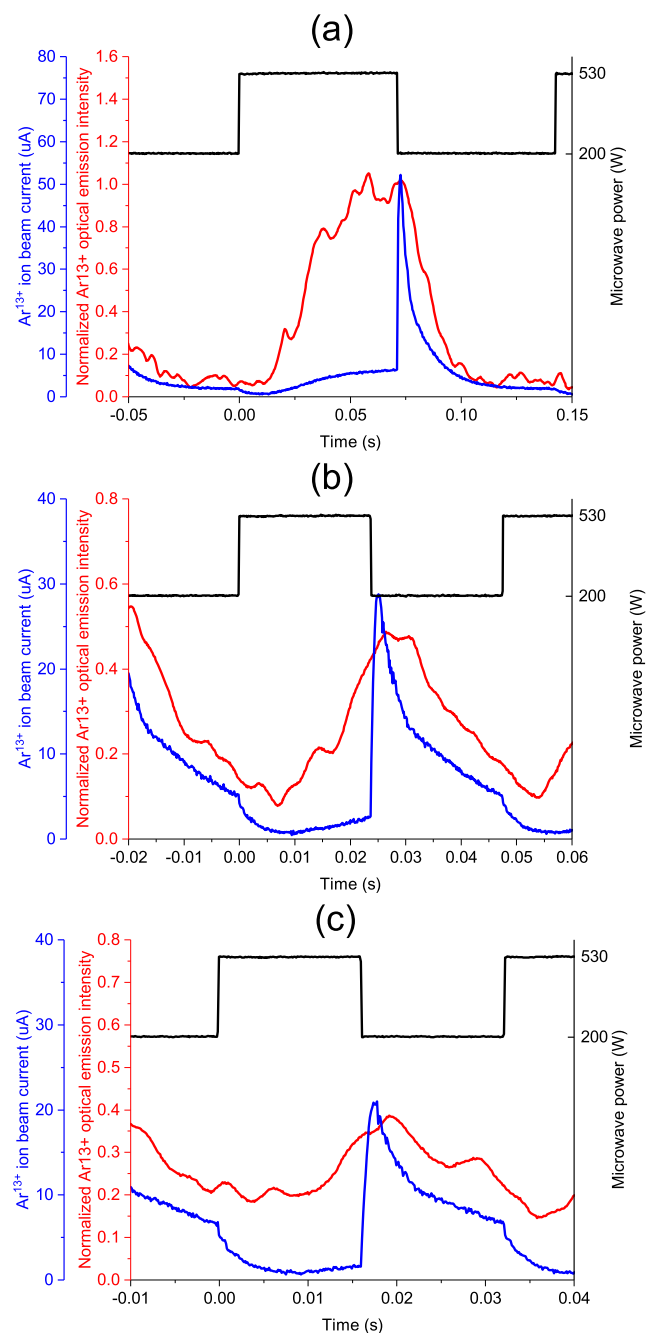 (a)
80
70
60
50
40
30
20
10
0
Ar¹³⁺ ion beam current (uA)
1.6
1.4
1.2
1.0
0.8
0.6
0.4
0.2
0.0
Normalized Ar13+ optical emission intensity
530
200
Microwave power (W)
-0.05 0.00 0.05 0.10 0.15
Time (s)
(b)
40
30
20
10
0
Ar¹³⁺ ion beam current (uA)
0.8
0.6
0.4
0.2
0.0
Normalized Ar13+ optical emission intensity
530
200
Microwave power (W)
-0.02 -0.01 0.00 0.01 0.02 0.03 0.04 0.05 0.06
Time (s)
(c)
40
30
20
10
0
Ar¹³⁺ ion beam current (uA)
0.8
0.7
0.6
0.5
0.4
0.3
0.2
0.1
0.0
Normalized Ar13+ optical emission intensity
530
200
Microwave power (W)
-0.01 0.00 0.01 0.02 0.03 0.04
Time (s)